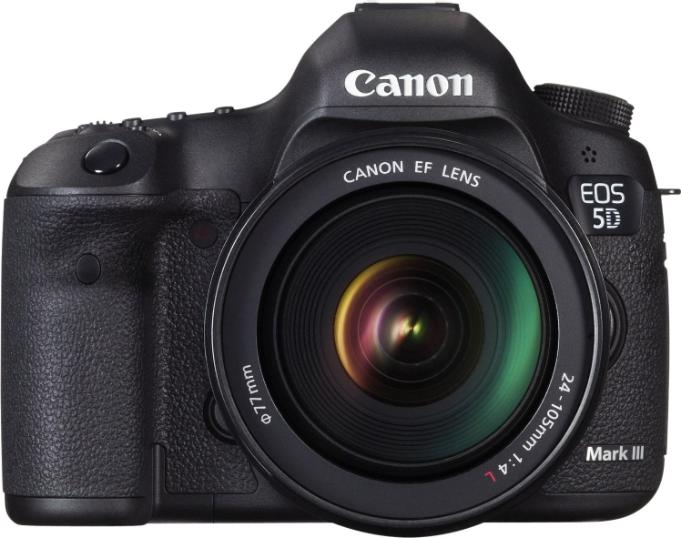 Canon
CANON EF LENS
EOS
5D
Φ77mm
24-105mm 1:4 L
Mark III